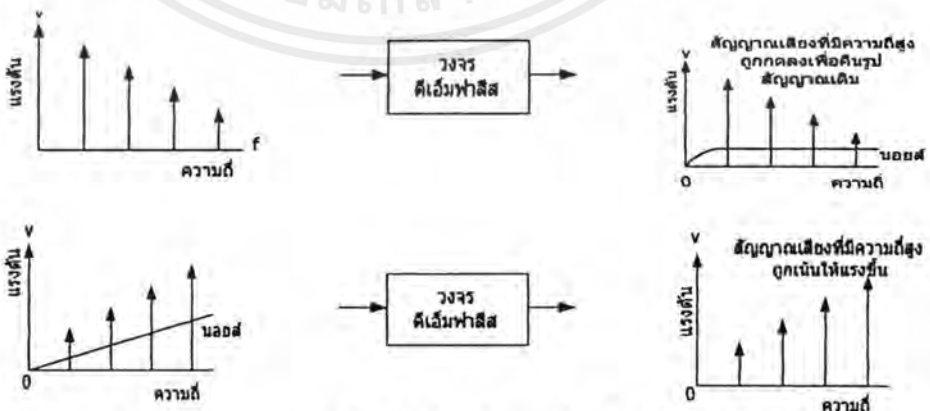 v
แรงดัน
f
ความถี่
วงจร
ดีเอ็มฟาสีส
สัญญาณเสียงที่มีความถี่สูง
ถูกกดลงเพื่อคืนรูป
สัญญาณเดิม
v
แรงดัน
นอยส์
0
ความถี่
v
แรงดัน
นอยส์
0
ความถี่
วงจร
ดีเอ็มฟาสีส
สัญญาณเสียงที่มีความถี่สูง
ถูกเน้นให้แรงขึ้น
v
แรงดัน
0
ความถี่